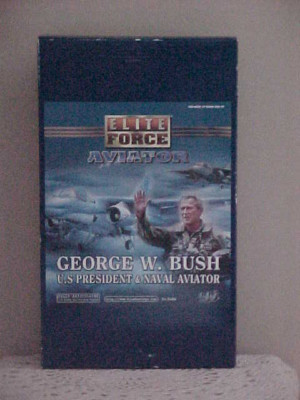 ELITE
FORCE
AVIATOR
GEORGE W. BUSH
U.S. PRESIDENT & NAVAL AVIATOR